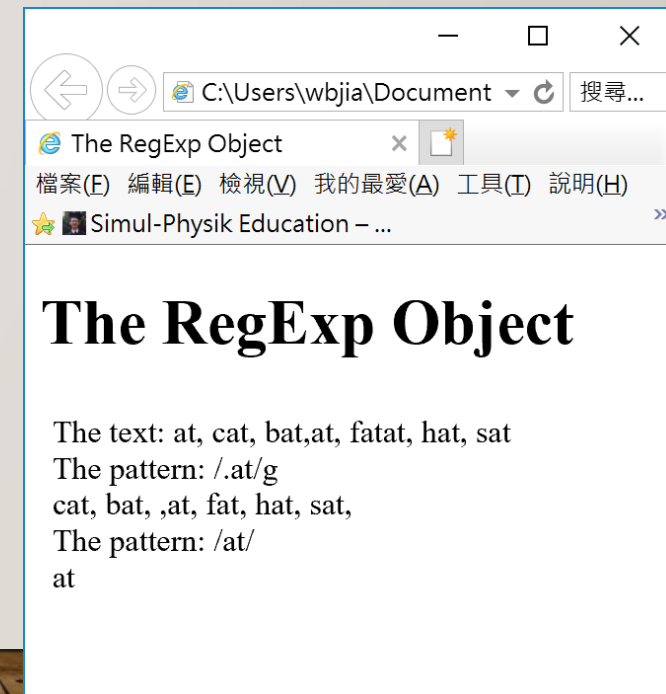 C:\Users\wbjia\Document
搜尋...
The RegExp Object
檔案(F) 編輯(E) 檢視(V) 我的最愛(A) 工具(T) 說明(H)
Simul-Physik Education – ...
The RegExp Object
The text: at, cat, bat,at, fatat, hat, sat
The pattern: /.at/g
cat, bat, ,at, fat, hat, sat,
The pattern: /at/
at